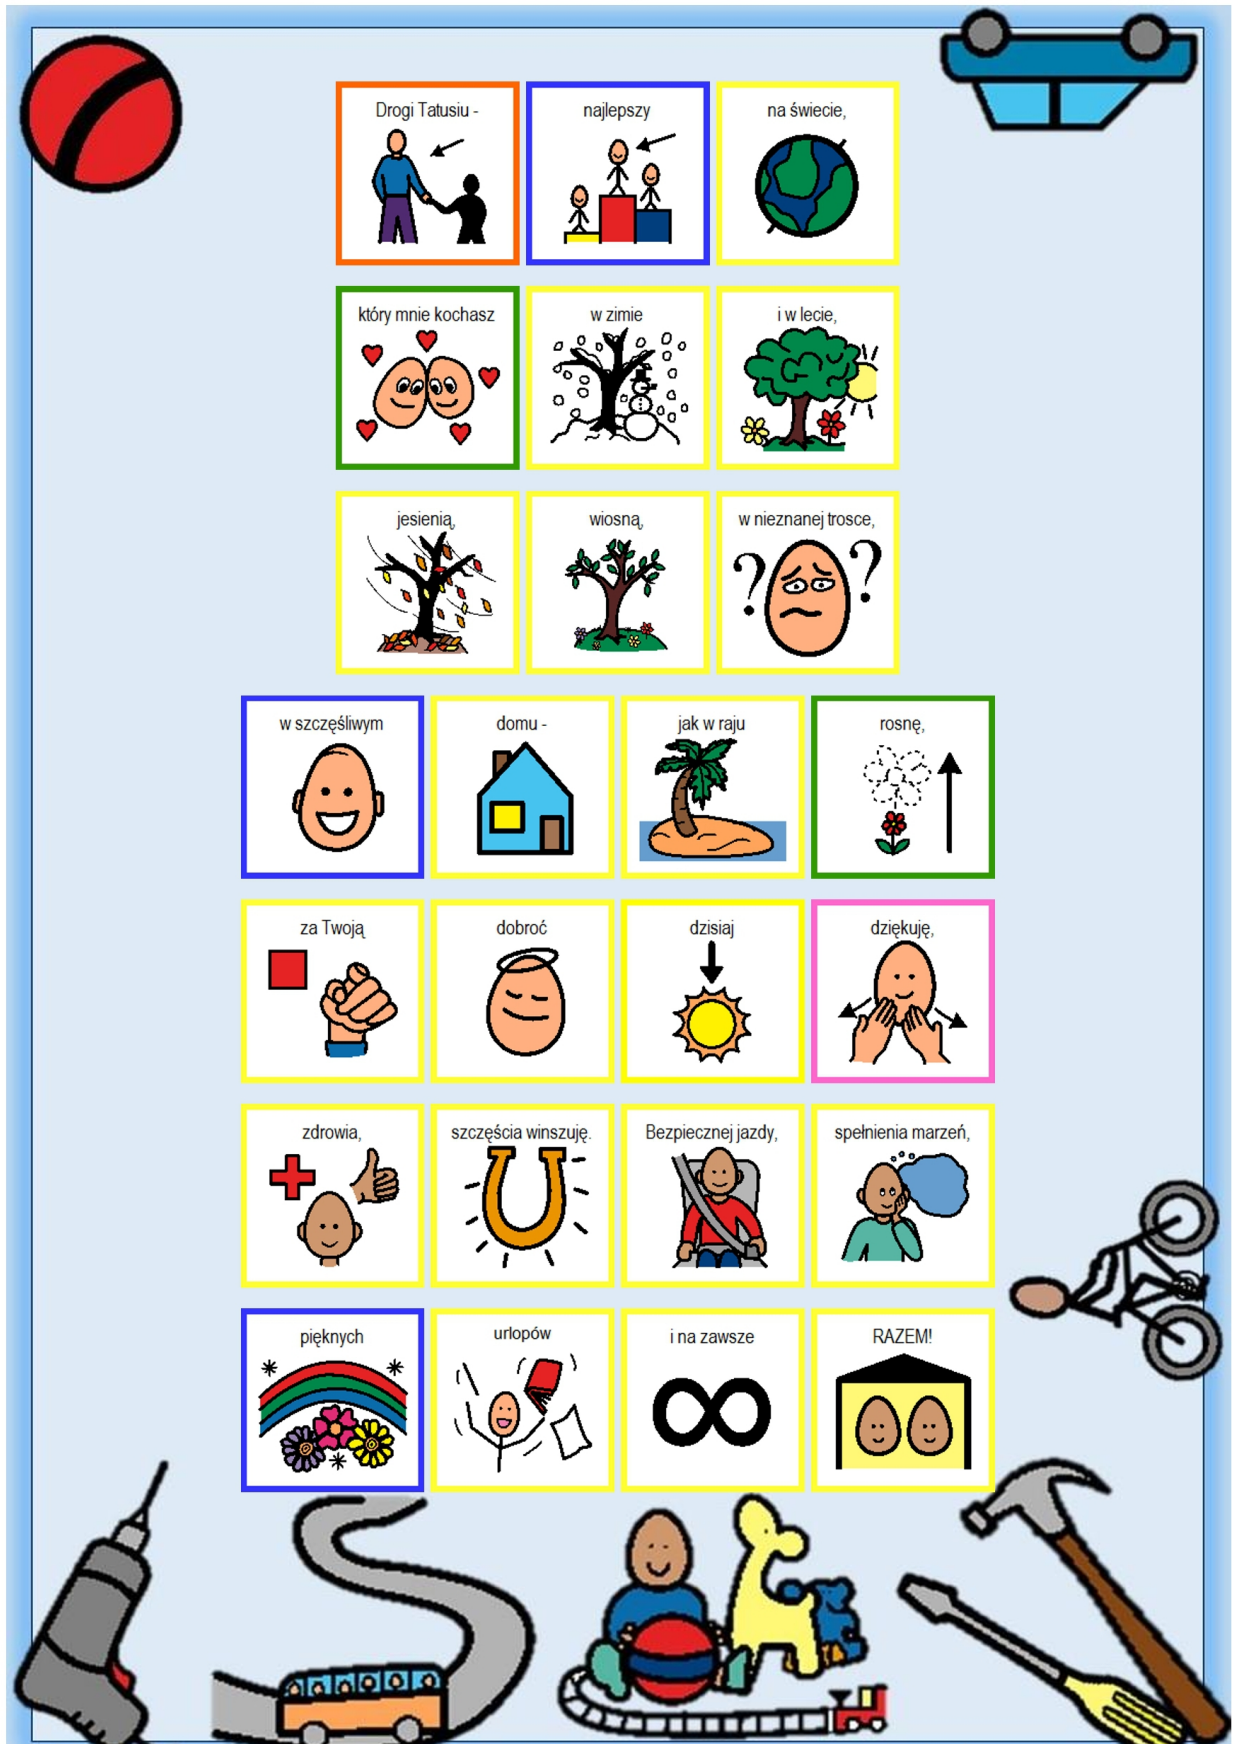 Drogi Tatusiu - najlepszy na świecie,
który mnie kochasz w zimie i w lecie,
jesienią, wiosną, w nieznanej trosce,
w szczęśliwym domu - jak w raju rosnę,
za Twoją dobroć dzisiaj dziękuję,
zdrowia, szczęścia winszuję. Bezpiecznej jazdy, spełnienia marzeń,
pięknych urlopów i na zawsze RAZEM!